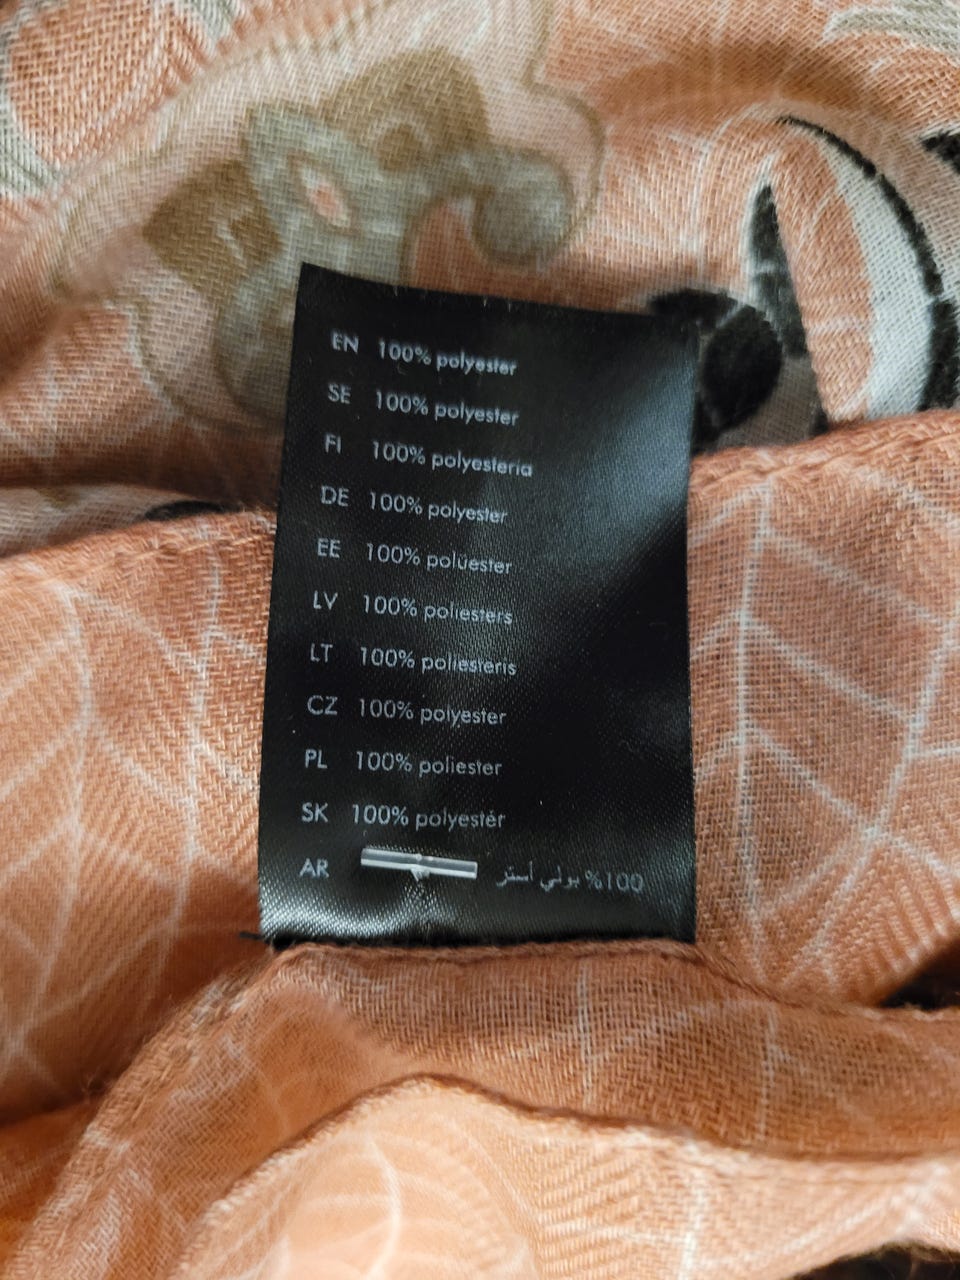 EN 100% polyester
SE 100% polyester
FI 100% polyesteria
DE 100% polyester
EE 100% polüester
LV 100% poliesters
LT 100% poliesteris
CZ 100% polyester
PL 100% poliester
SK 100% polyestér
AR 100% بولي أستر